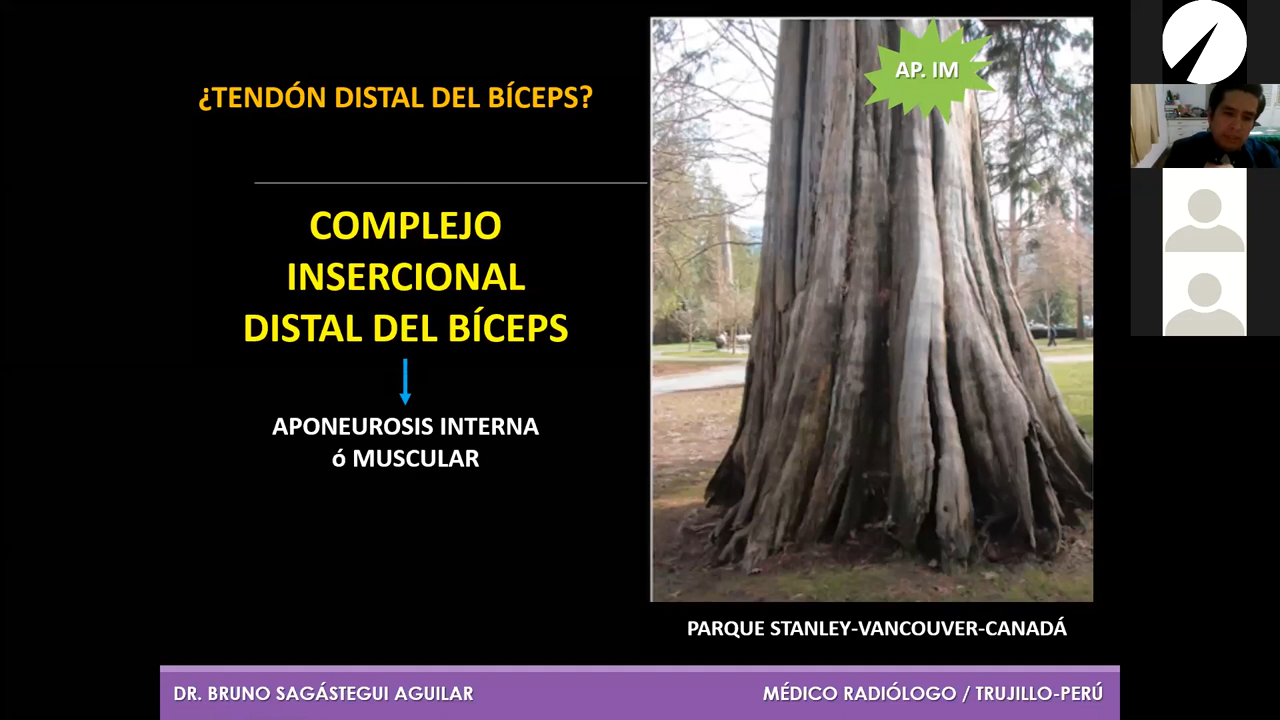 ¿TENDÓN DISTAL DEL BÍCEPS?
COMPLEJO
INSERCIONAL
DISTAL DEL BÍCEPS
APONEUROSIS INTERNA
ó MUSCULAR
AP. IM
PARQUE STANLEY-VANCOUVER-CANADÁ
DR. BRUNO SAGÁSTEGUI AGUILAR
MÉDICO RADIÓLOGO / TRUJILLO-PERÚ